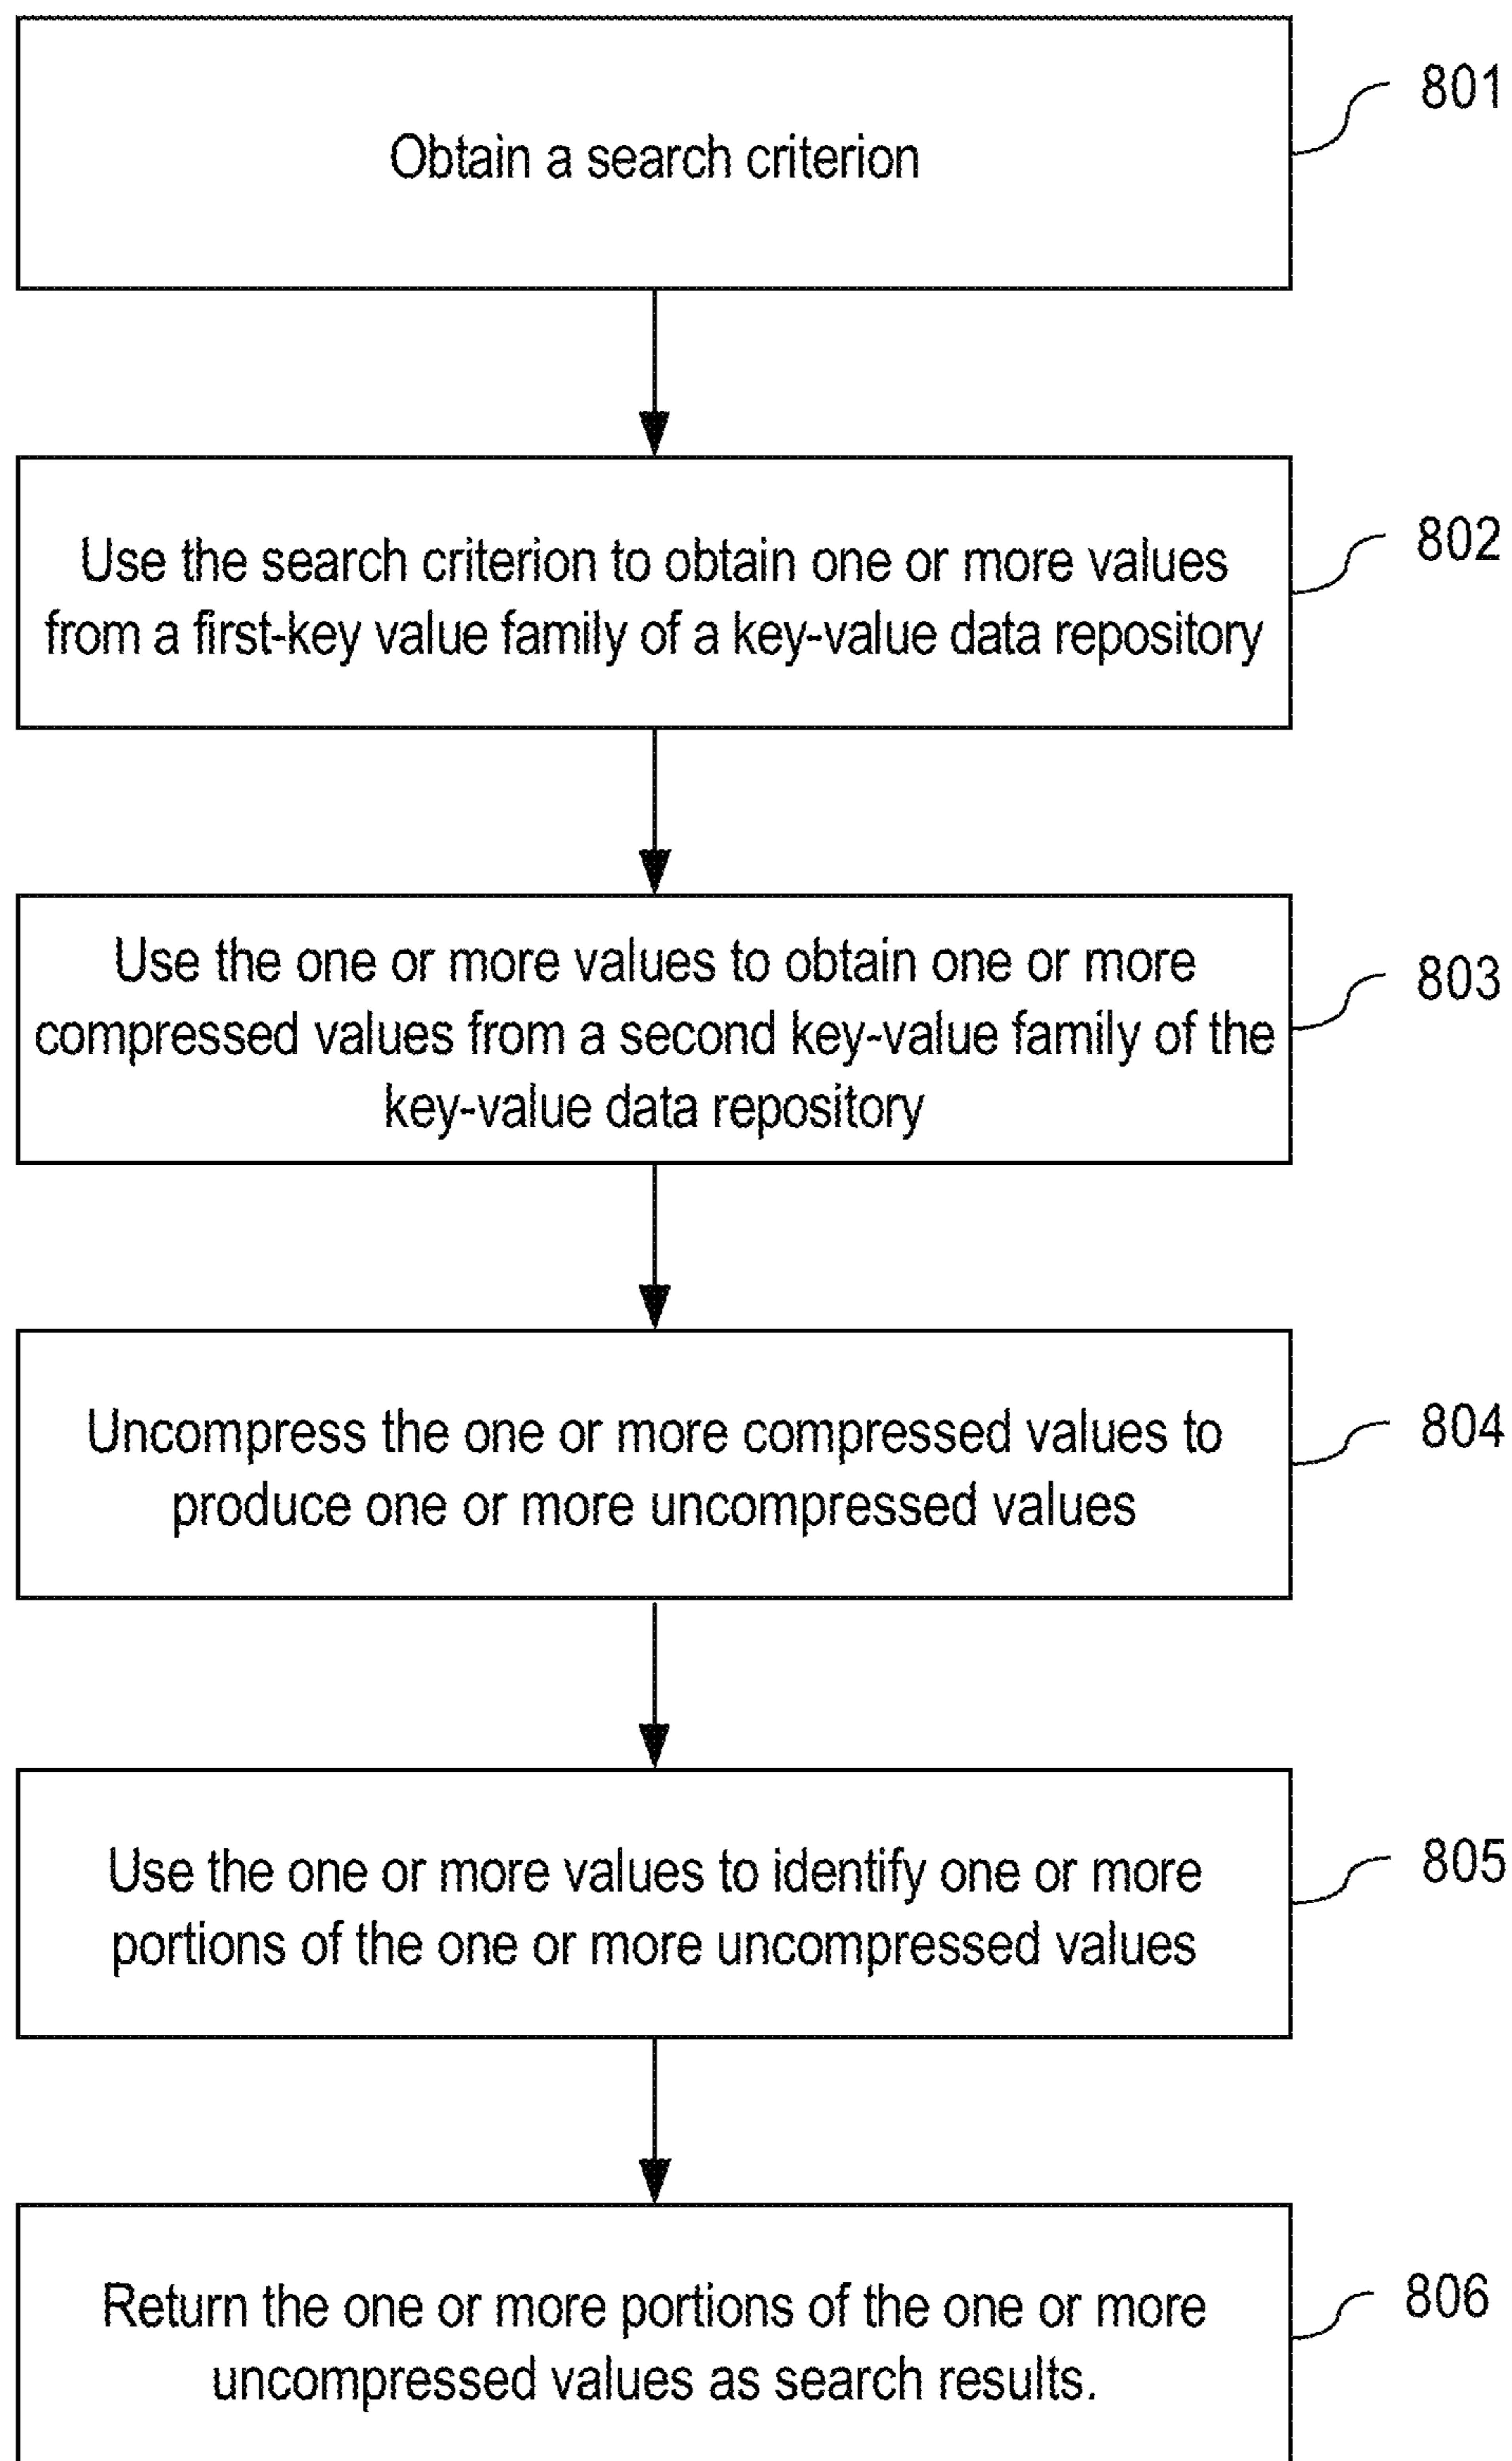 Obtain a search criterion
801
Use the search criterion to obtain one or more values
from a first-key value family of a key-value data repository
802
Use the one or more values to obtain one or more
compressed values from a second key-value family of the
key-value data repository
803
Uncompress the one or more compressed values to
produce one or more uncompressed values
804
Use the one or more values to identify one or more
portions of the one or more uncompressed values
805
Return the one or more portions of the one or more
uncompressed values as search results.
806